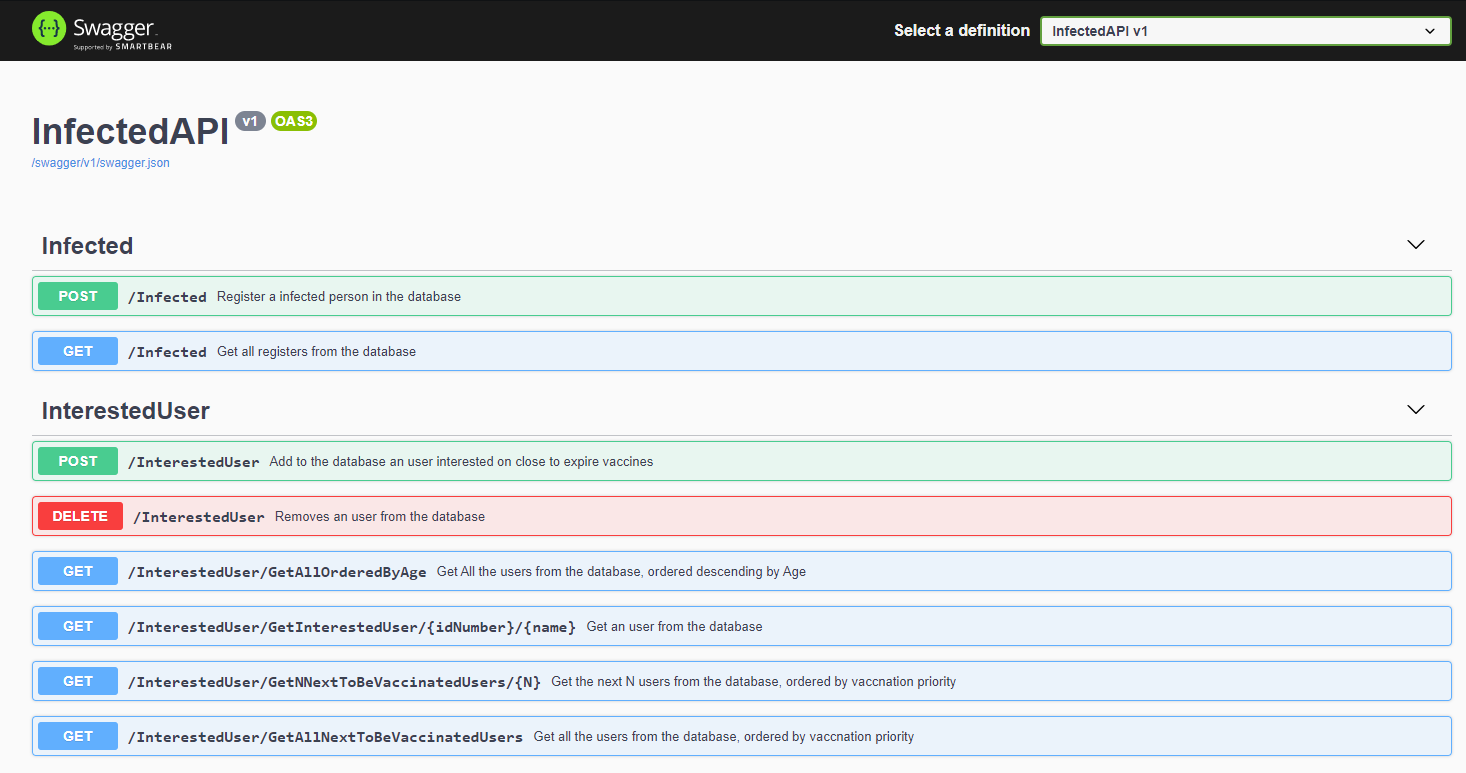 Swagger
Supported by SMARTBEAR
Select a definition
InfectedAPI v1
InfectedAPI v1 OAS3
/swagger/v1/swagger.json
Infected
POST /Infected Register a infected person in the database
GET /Infected Get all registers from the database
InterestedUser
POST /InterestedUser Add to the database an user interested on close to expire vaccines
DELETE /InterestedUser Removes an user from the database
GET /InterestedUser/GetAllOrderedByAge Get All the users from the database, ordered descending by Age
GET /InterestedUser/GetInterestedUser/{idNumber}/{name} Get an user from the database
GET /InterestedUser/GetNNextToBeVaccinatedUsers/{N} Get the next N users from the database, ordered by vaccnation priority
GET /InterestedUser/GetAllNextToBeVaccinatedUsers Get all the users from the database, ordered by vaccnation priority